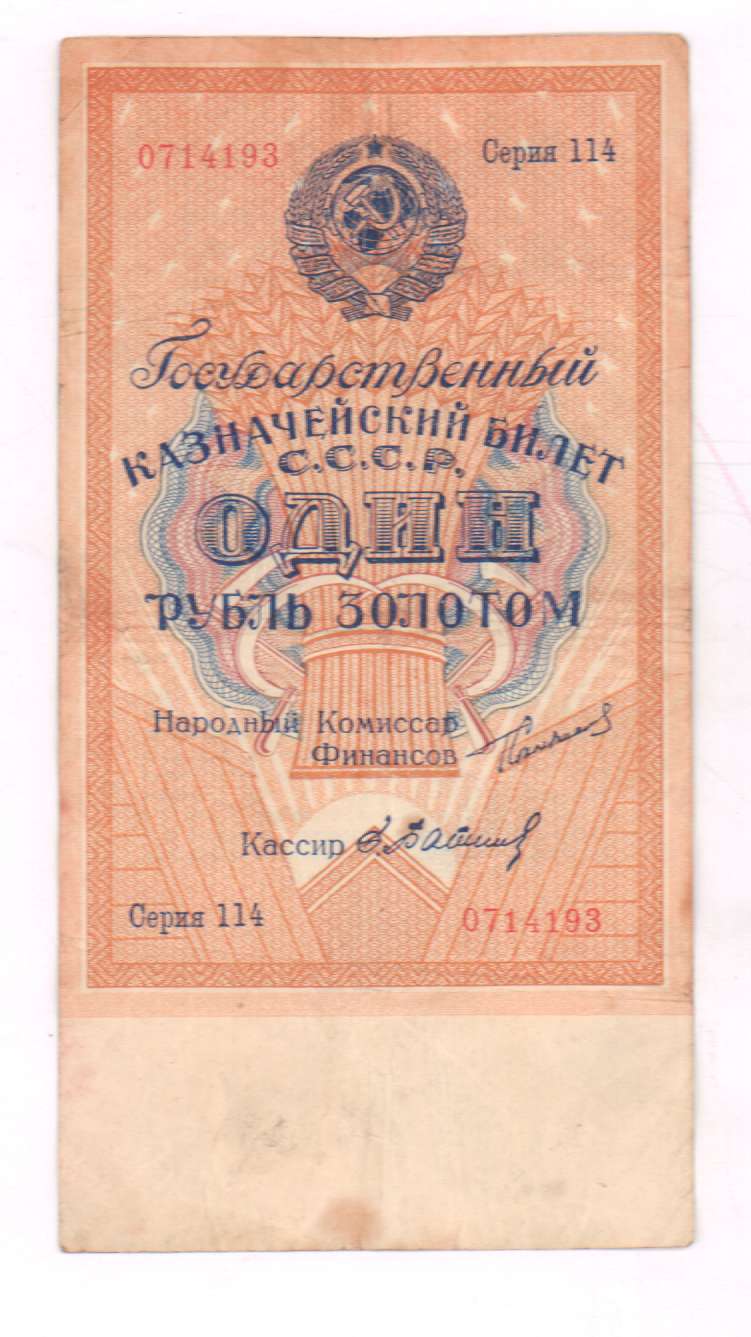 0714193 Серия 114
Государственный
КАЗНАЧЕЙСКИЙ БИЛЕТ
С.С.С.Р.
ОДИН
РУБЛЬ ЗОЛОТОМ
Народный Комиссар
Финансов
Кассир
Серия 114 0714193